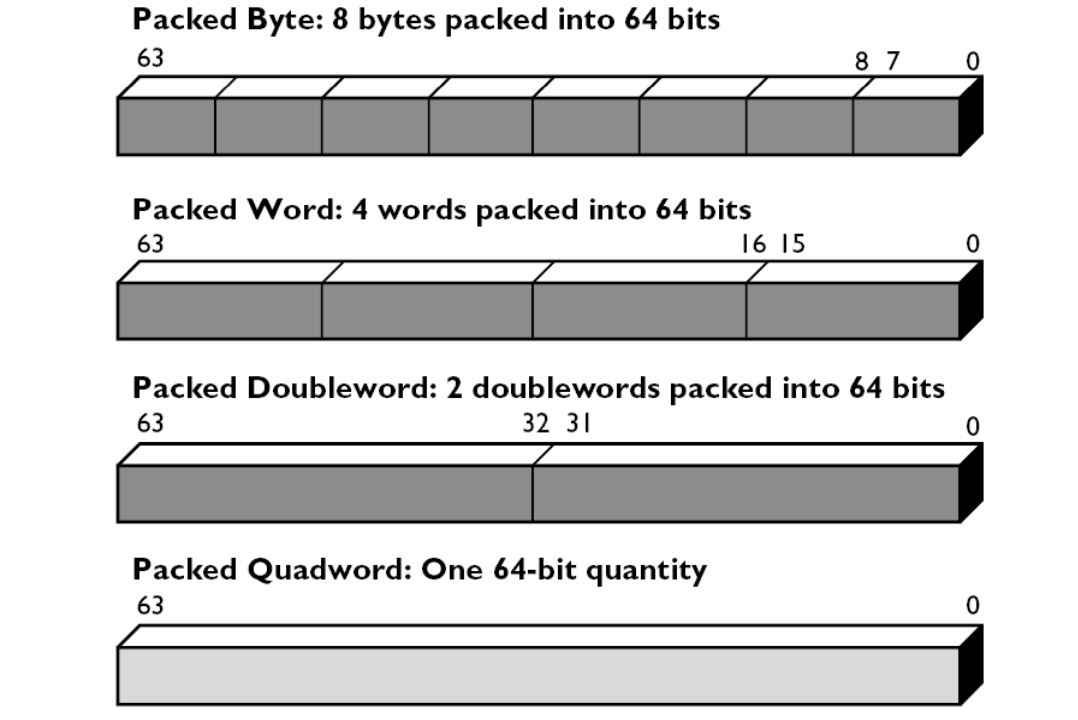 Packed Byte: 8 bytes packed into 64 bits
63 8 7 0
Packed Word: 4 words packed into 64 bits
63 16 15 0
Packed Doubleword: 2 doublewords packed into 64 bits
63 32 31 0
Packed Quadword: One 64-bit quantity
63 0